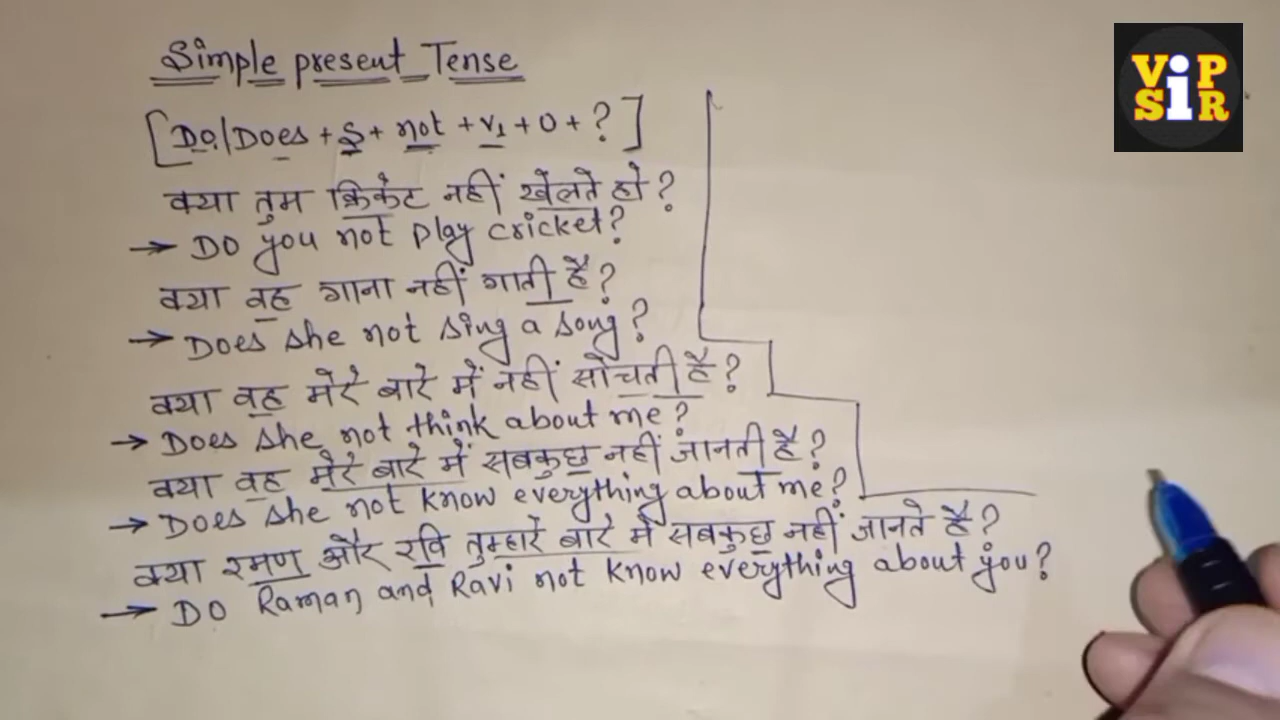 Simple present Tense
[Do/Does + S + not + V1 + O + ?]
क्या तुम क्रिकेट नहीं खेलते हो?
→ Do you not play cricket?
क्या वह गाना नहीं गाती है?
→ Does she not sing a song?
क्या वह मेरे बारे में नहीं सोचती है?
→ Does she not think about me?
क्या वह मेरे बारे में सबकुछ नहीं जानती है?
→ Does she not know everything about me?
क्या रमण और रवि तुम्हारे बारे में सबकुछ नहीं जानते है?
→ Do Raman and Ravi not know everything about you?
ViP
SiR